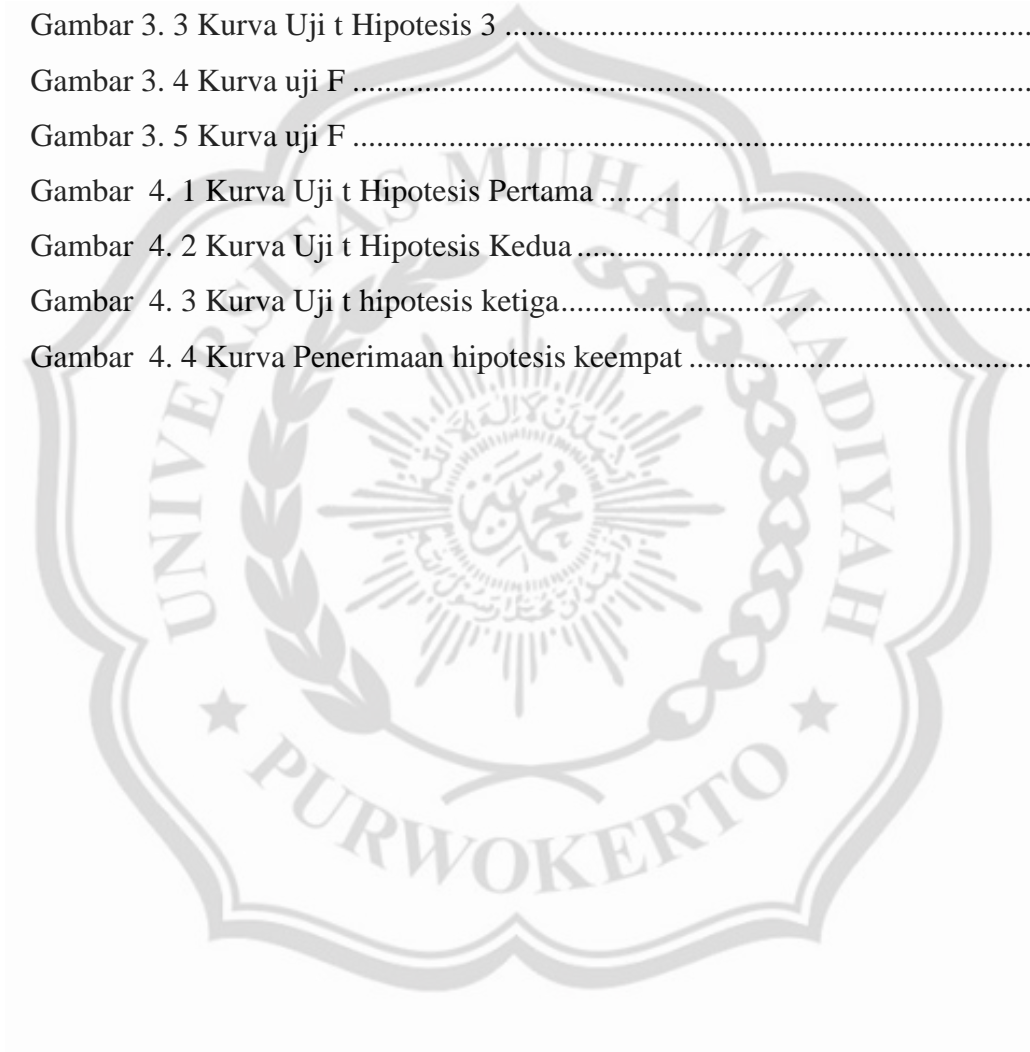 Gambar 3. 3 Kurva Uji t Hipotesis 3 ..................................................................
Gambar 3. 4 Kurva uji F ....................................................................................
Gambar 3. 5 Kurva uji F ....................................................................................
Gambar  4. 1 Kurva Uji t Hipotesis Pertama ......................................................
Gambar  4. 2 Kurva Uji t Hipotesis Kedua .........................................................
Gambar  4. 3 Kurva Uji t hipotesis ketiga...........................................................
Gambar  4. 4 Kurva Penerimaan hipotesis keempat ...........................................
UNIVERSITAS MUHAMMADIYAH
PURWOKERTO